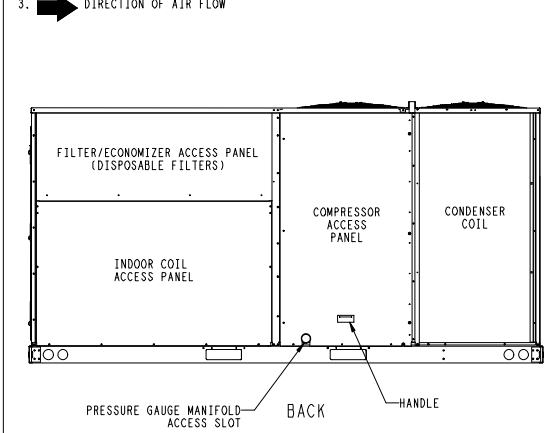 3. DIRECTION OF AIR FLOW
FILTER/ECONOMIZER ACCESS PANEL
(DISPOSABLE FILTERS)
COMPRESSOR
ACCESS
PANEL
CONDENSER
COIL
INDOOR COIL
ACCESS PANEL
PRESSURE GAUGE MANIFOLD
ACCESS SLOT
BACK
HANDLE